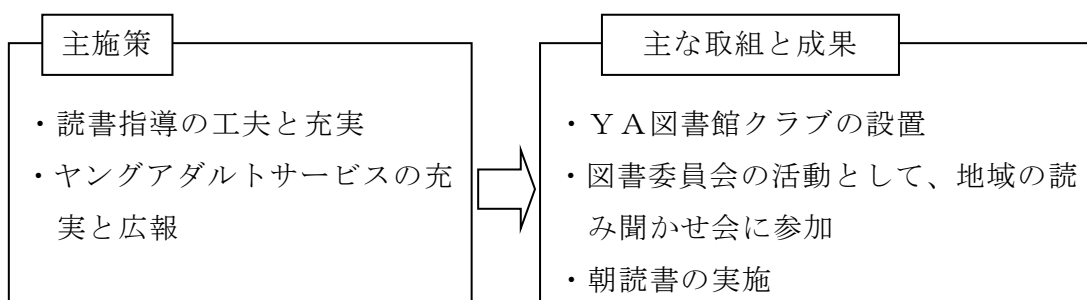 主施策
・読書指導の工夫と充実
・ヤングアダルトサービスの充
実と広報
主な取組と成果
・ＹＡ図書館クラブの設置
・図書委員会の活動として、地域の読
み聞かせ会に参加
・朝読書の実施